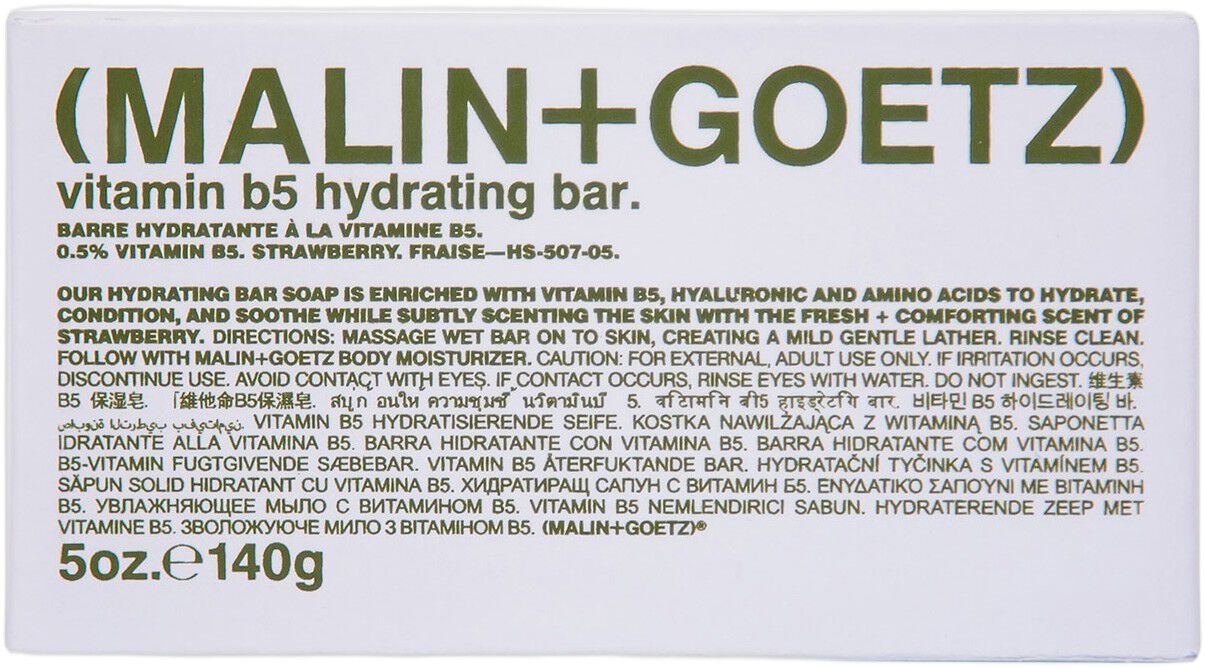 (MALIN+GOETZ)
vitamin b5 hydrating bar.
BARRE HYDRATANTE À LA VITAMINE B5.
0.5% VITAMIN B5. STRAWBERRY. FRAISE—HS-507-05.
OUR HYDRATING BAR SOAP IS ENRICHED WITH VITAMIN B5, HYALURONIC AND AMINO ACIDS TO HYDRATE,
CONDITION, AND SOOTHE WHILE SUBTLY SCENTING THE SKIN WITH THE FRESH + COMFORTING SCENT OF
STRAWBERRY. DIRECTIONS: MASSAGE WET BAR ON TO SKIN, CREATING A MILD GENTLE LATHER. RINSE CLEAN.
FOLLOW WITH MALIN+GOETZ BODY MOISTURIZER. CAUTION: FOR EXTERNAL, ADULT USE ONLY. IF IRRITATION OCCURS,
DISCONTINUE USE. AVOID CONTACT WITH EYES. IF CONTACT OCCURS, RINSE EYES WITH WATER. DO NOT INGEST. 维生素
B5 保湿皂. 「維他命B5保濕皂. 5. 비타민 B5 하이드레이팅 바.
VITAMIN B5 HYDRATISIERENDE SEIFE. KOSTKA NAWILŻAJĄCA Z WITAMINĄ B5. SAPONETTA
IDRATANTE ALLA VITAMINA B5. BARRA HIDRATANTE CON VITAMINA B5. BARRA HIDRATANTE COM VITAMINA B5.
B5-VITAMIN FUGTGIVENDE SÆBEBAR. VITAMIN B5 ÅTERFUKTANDE BAR. HYDRATAČNÍ TYČINKA S VITAMÍNEM B5.
SĂPUN SOLID HIDRATANT CU VITAMINA B5. ХИДРАТИРАЩ САПУН С ВИТАМИН Б5. ΕΝΥΔΑΤΙΚΌ ΣΑΠΟΎΝΙ ΜΕ ΒΙΤΑΜΊΝΗ
B5. УВЛАЖНЯЮЩЕЕ МЫЛО С ВИТАМИНОМ B5. VITAMIN B5 NEMLENDIRICI SABUN. HYDRATERENDE ZEEP MET
VITAMINE B5. ЗВОЛОЖУЮЧЕ МИЛО З ВІТАМІНОМ B5. (MALIN+GOETZ)®
5oz.℮140g